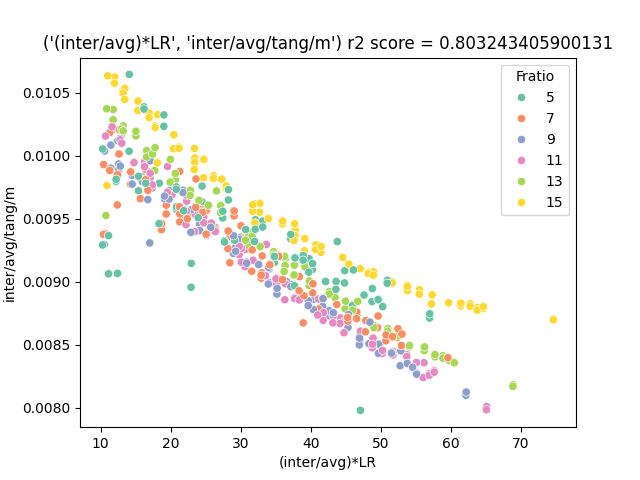 ('(inter/avg)*LR', 'inter/avg/tang/m') r2 score = 0.803243405900131
Fratio
5
7
9
11
13
15
0.0105
0.0100
0.0095
0.0090
0.0085
0.0080
inter/avg/tang/m
10 20 30 40 50 60 70
(inter/avg)*LR